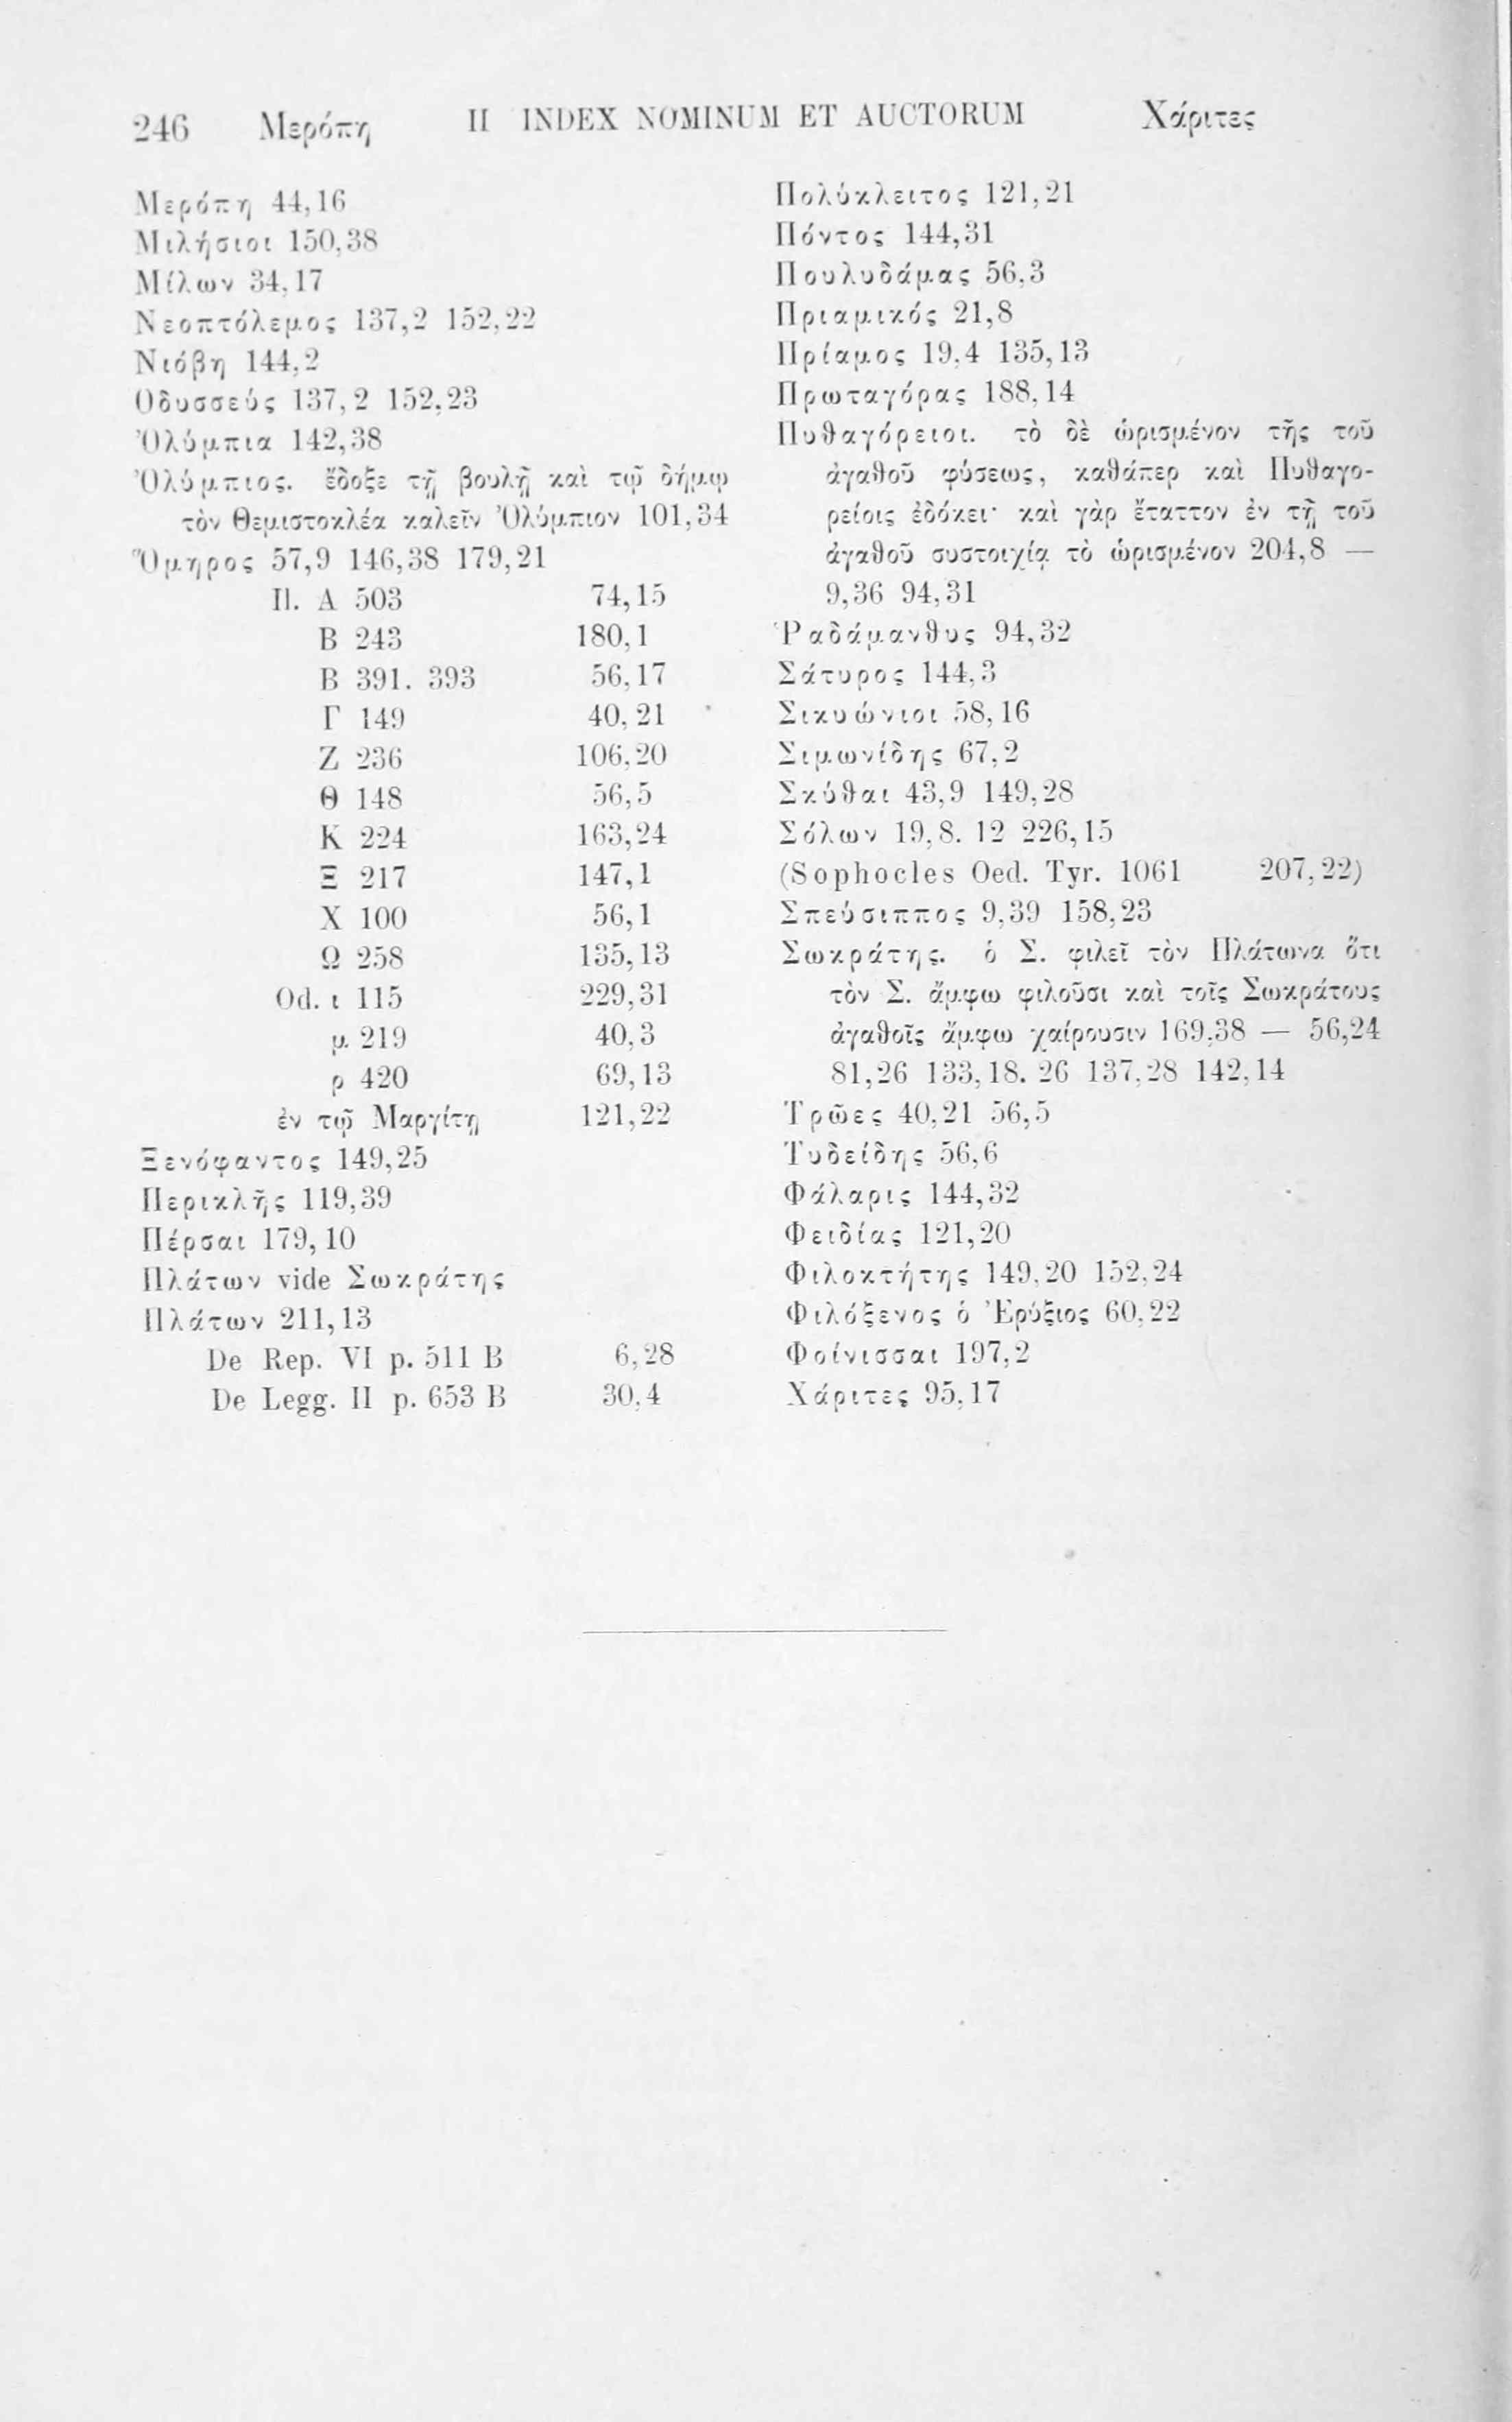 246 Μερόπη II INDEX NOMINUM ET AUCTORUM Χάριτες
Μερόπη 44,16
Μιλήσιοι 150,38
Μίλων 34,17
Νεοπτόλεμος 137,2 152,22
Νιόβη 144,2
Ὀδυσσεύς 137,2 152,23
Ὀλύμπια 142,38
Ὀλύμπιος. ἔδοξε τῇ βουλῇ καὶ τῷ δήμῳ
τὸν Θεμιστοκλέα καλεῖν Ὀλύμπιον 101,34
Ὅμηρος 57,9 146,38 179,21
Il. Α 503 74,15
Β 243 180,1
Β 391. 393 56,17
Γ 149 40,21
Ζ 236 106,20
Θ 148 56,5
Κ 224 163,24
Ξ 217 147,1
Χ 100 56,1
Ω 258 135,13
Od. ι 115 229,31
μ 219 40,3
ρ 420 69,13
ἐν τῷ Μαργίτῃ 121,22
Ξενόφαντος 149,25
Περικλῆς 119,39
Πέρσαι 179,10
Πλάτων vide Σωκράτης
Πλάτων 211,13
De Rep. VI p. 511 B 6,28
De Legg. II p. 653 B 30,4
Πολύκλειτος 121,21
Πόντος 144,31
Πουλυδάμας 56,3
Πριαμικός 21,8
Πρίαμος 19,4 135,13
Πρωταγόρας 188,14
Πυθαγόρειοι. τὸ δὲ ὡρισμένον τῆς τοῦ
ἀγαθοῦ φύσεως, καθάπερ καὶ Πυθαγο-
ρείοις ἐδόκει· καὶ γὰρ ἔταττον ἐν τῇ τοῦ
ἀγαθοῦ συστοιχίᾳ τὸ ὡρισμένον 204,8 —
9,36 94,31
Ῥαδάμανθυς 94,32
Σάτυρος 144,3
Σικυώνιοι 58,16
Σιμωνίδης 67,2
Σκύθαι 43,9 149,28
Σόλων 19,8. 12 226,15
(Sophocles Oed. Tyr. 1061 207,22)
Σπεύσιππος 9,39 158,23
Σωκράτης. ὁ Σ. φιλεῖ τὸν Πλάτωνα ὅτι
τὸν Σ. ἄμφω φιλοῦσι καὶ τοῖς Σωκράτους
ἀγαθοῖς ἄμφω χαίρουσιν 169,38 — 56,24
81,26 133,18. 26 137,28 142,14
Τρῶες 40,21 56,5
Τυδείδης 56,6
Φάλαρις 144,32
Φειδίας 121,20
Φιλοκτήτης 149,20 152,24
Φιλόξενος ὁ Ἐρύξιος 60,22
Φοίνισσαι 197,2
Χάριτες 95,17